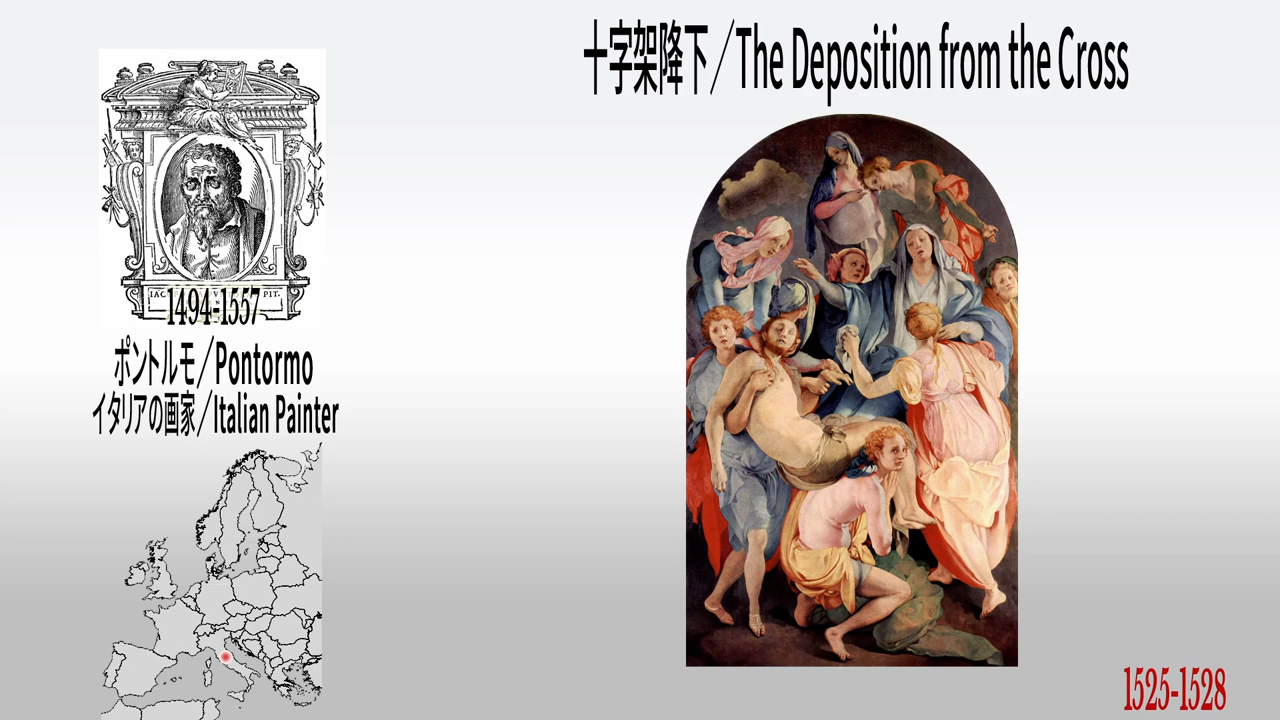 十字架降下／The Deposition from the Cross
PIT.
1494-1557
ポントルモ／Pontormo
イタリアの画家／Italian Painter
1525-1528